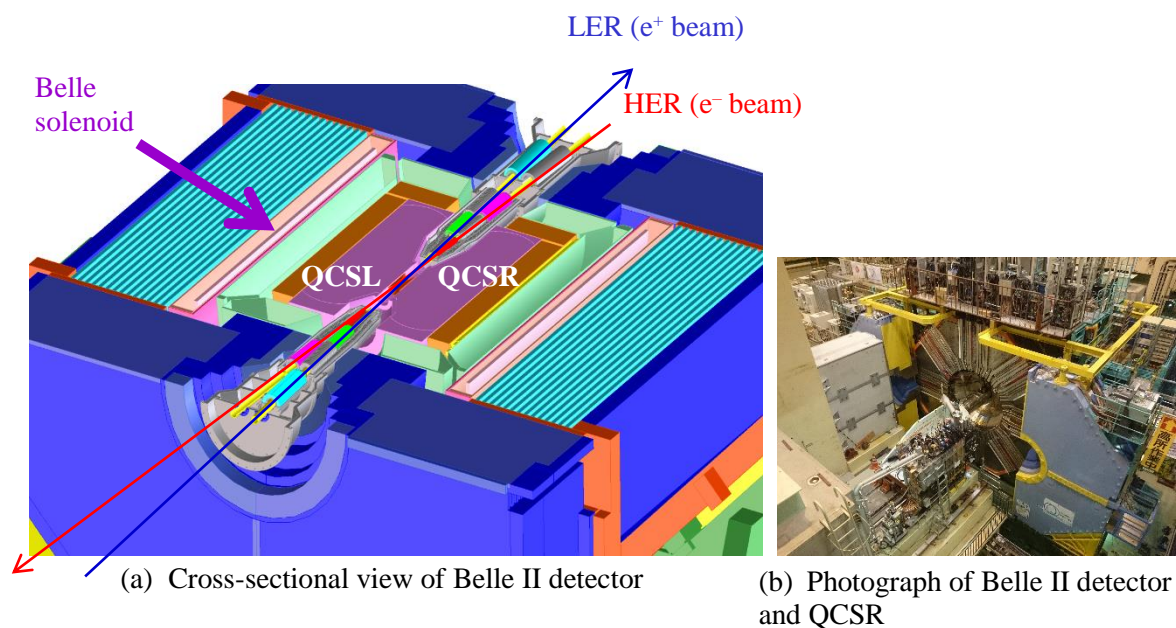 LER (e⁺ beam)
HER (e⁻ beam)
Belle
solenoid
QCSL QCSR
(a) Cross-sectional view of Belle II detector
(b) Photograph of Belle II detector
and QCSR